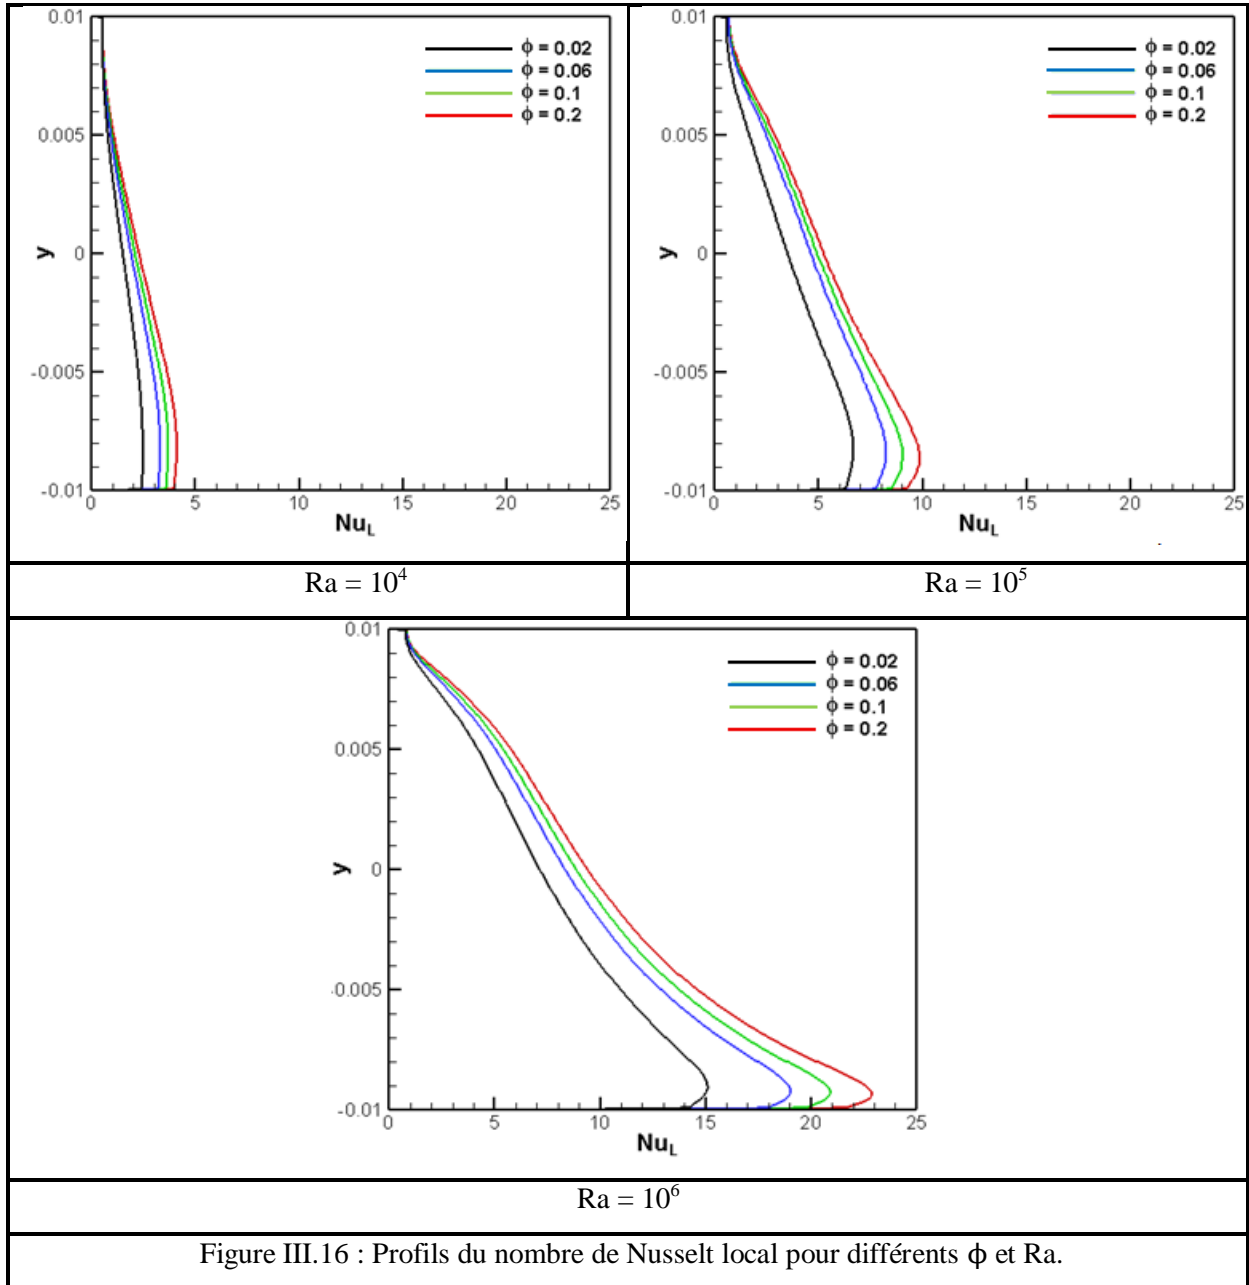 0.01
0.005
0
-0.005
-0.01
y
0 5 10 15 20 25
Nu_L
ϕ = 0.02
ϕ = 0.06
ϕ = 0.1
ϕ = 0.2
0.01
0.005
0
-0.005
-0.01
y
0 5 10 15 20 25
Nu_L
ϕ = 0.02
ϕ = 0.06
ϕ = 0.1
ϕ = 0.2
Ra = 10⁴
Ra = 10⁵
0.01
0.005
0
-0.005
-0.01
y
0 5 10 15 20 25
Nu_L
ϕ = 0.02
ϕ = 0.06
ϕ = 0.1
ϕ = 0.2
Ra = 10⁶
Figure III.16 : Profils du nombre de Nusselt local pour différents ϕ et Ra.